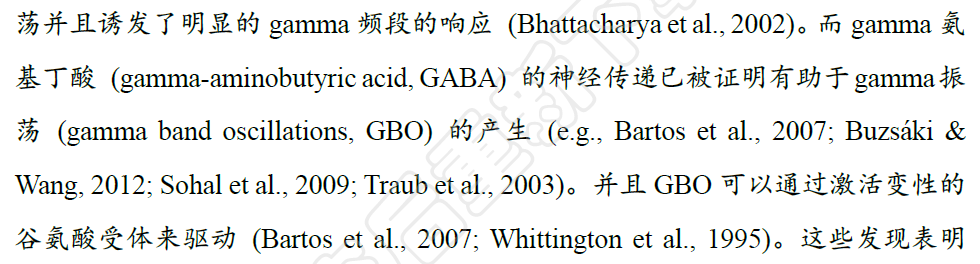 荡并且诱发了明显的 gamma 频段的响应 (Bhattacharya et al., 2002)。而 gamma 氨
基丁酸 (gamma-aminobutyric acid, GABA) 的神经传递已被证明有助于 gamma 振
荡 (gamma band oscillations, GBO) 的产生 (e.g., Bartos et al., 2007; Buzsáki &
Wang, 2012; Sohal et al., 2009; Traub et al., 2003)。并且 GBO 可以通过激活变性的
谷氨酸受体来驱动 (Bartos et al., 2007; Whittington et al., 1995)。这些发现表明